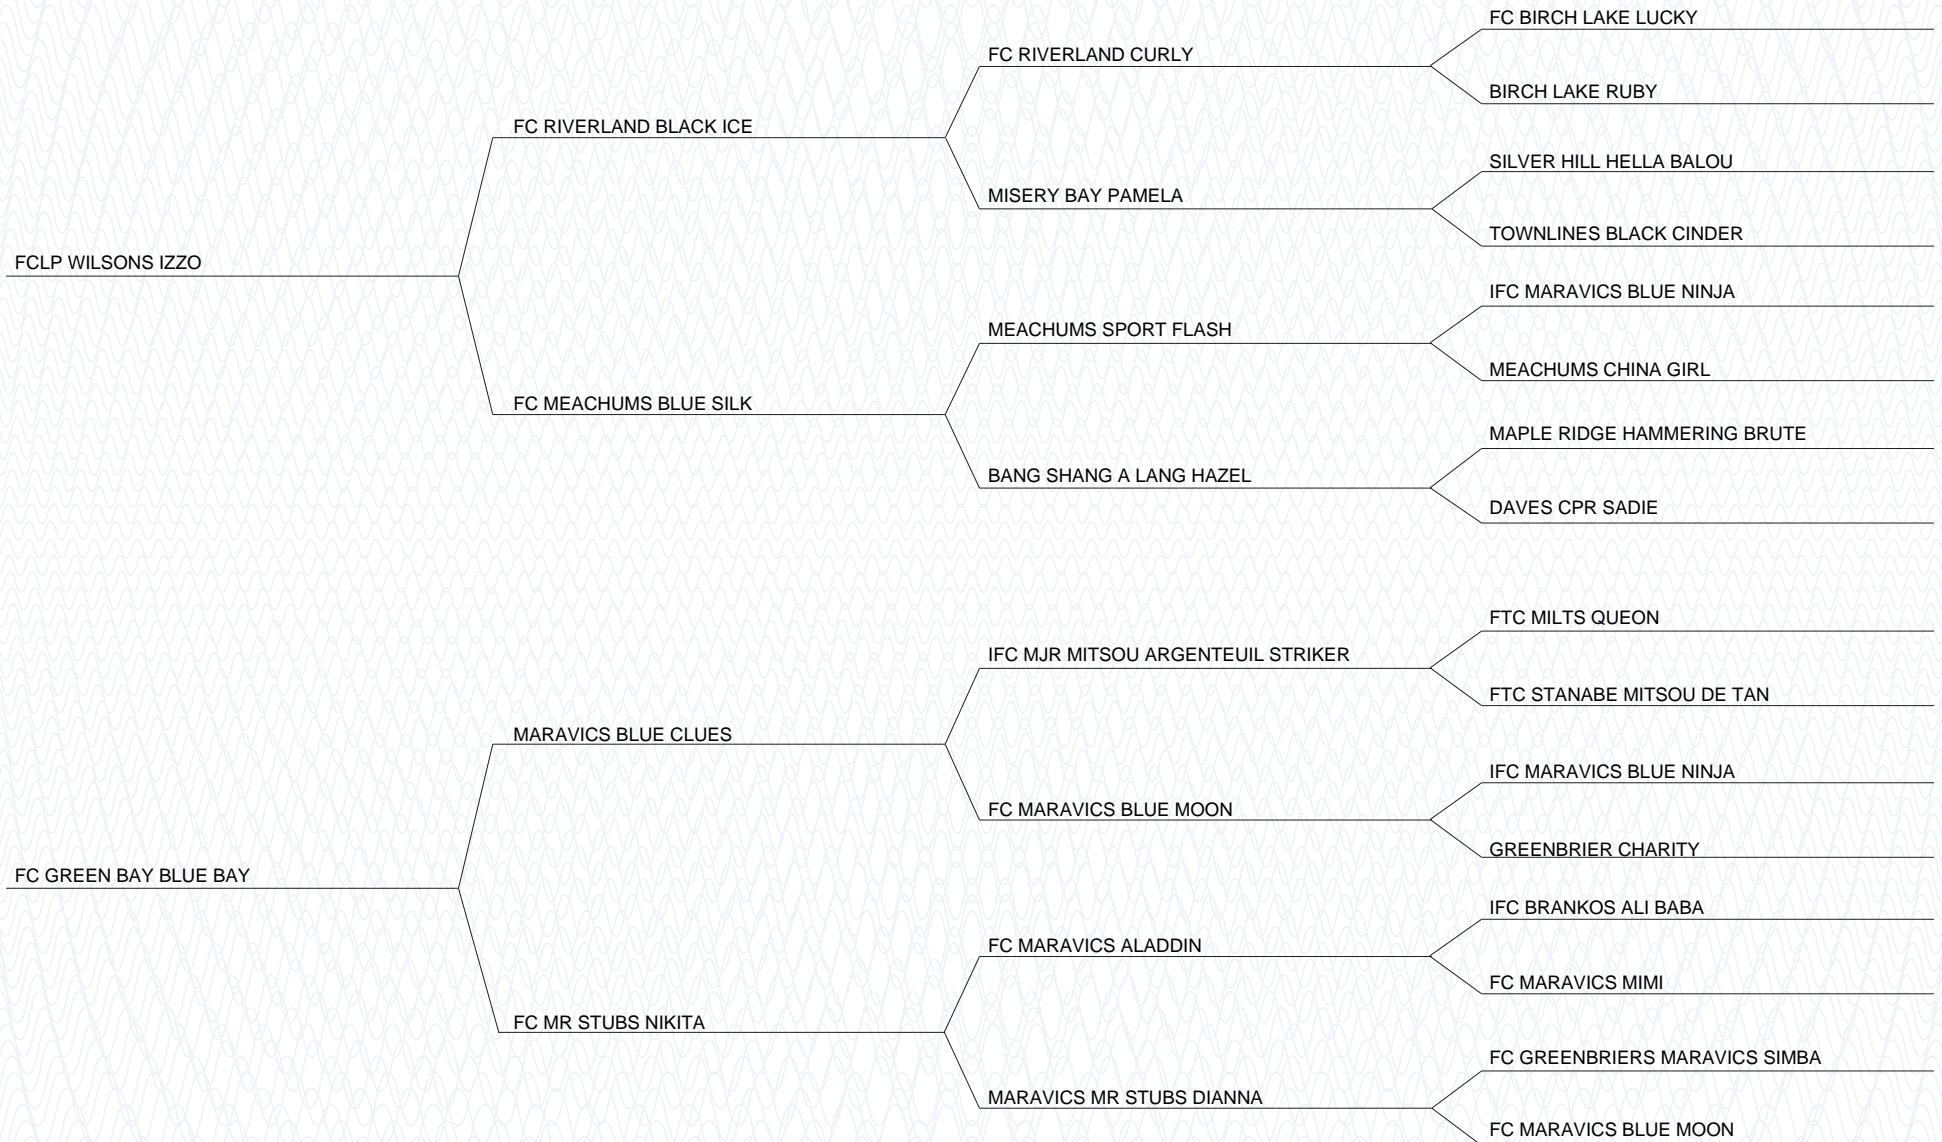 FC BIRCH LAKE LUCKY
FC RIVERLAND CURLY
BIRCH LAKE RUBY
FC RIVERLAND BLACK ICE
SILVER HILL HELLA BALOU
MISERY BAY PAMELA
TOWNLINES BLACK CINDER
FCLP WILSONS IZZO
IFC MARAVICS BLUE NINJA
MEACHUMS SPORT FLASH
MEACHUMS CHINA GIRL
FC MEACHUMS BLUE SILK
MAPLE RIDGE HAMMERING BRUTE
BANG SHANG A LANG HAZEL
DAVES CPR SADIE
FTC MILTS QUEON
IFC MJR MITSOU ARGENTEUIL STRIKER
FTC STANABE MITSOU DE TAN
MARAVICS BLUE CLUES
IFC MARAVICS BLUE NINJA
FC MARAVICS BLUE MOON
GREENBRIER CHARITY
FC GREEN BAY BLUE BAY
IFC BRANKOS ALI BABA
FC MARAVICS ALADDIN
FC MARAVICS MIMI
FC MR STUBS NIKITA
FC GREENBRIERS MARAVICS SIMBA
MARAVICS MR STUBS DIANNA
FC MARAVICS BLUE MOON